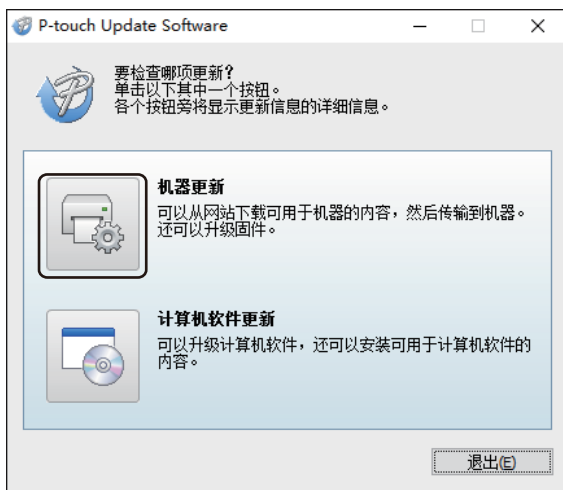 P-touch Update Software
要检查哪项更新?
单击以下其中一个按钮。
各个按钮旁将显示更新信息的详细信息。
机器更新
可以从网站下载可用于机器的内容，然后传输到机器。
还可以升级固件。
计算机软件更新
可以升级计算机软件，还可以安装可用于计算机软件的
内容。
退出(E)